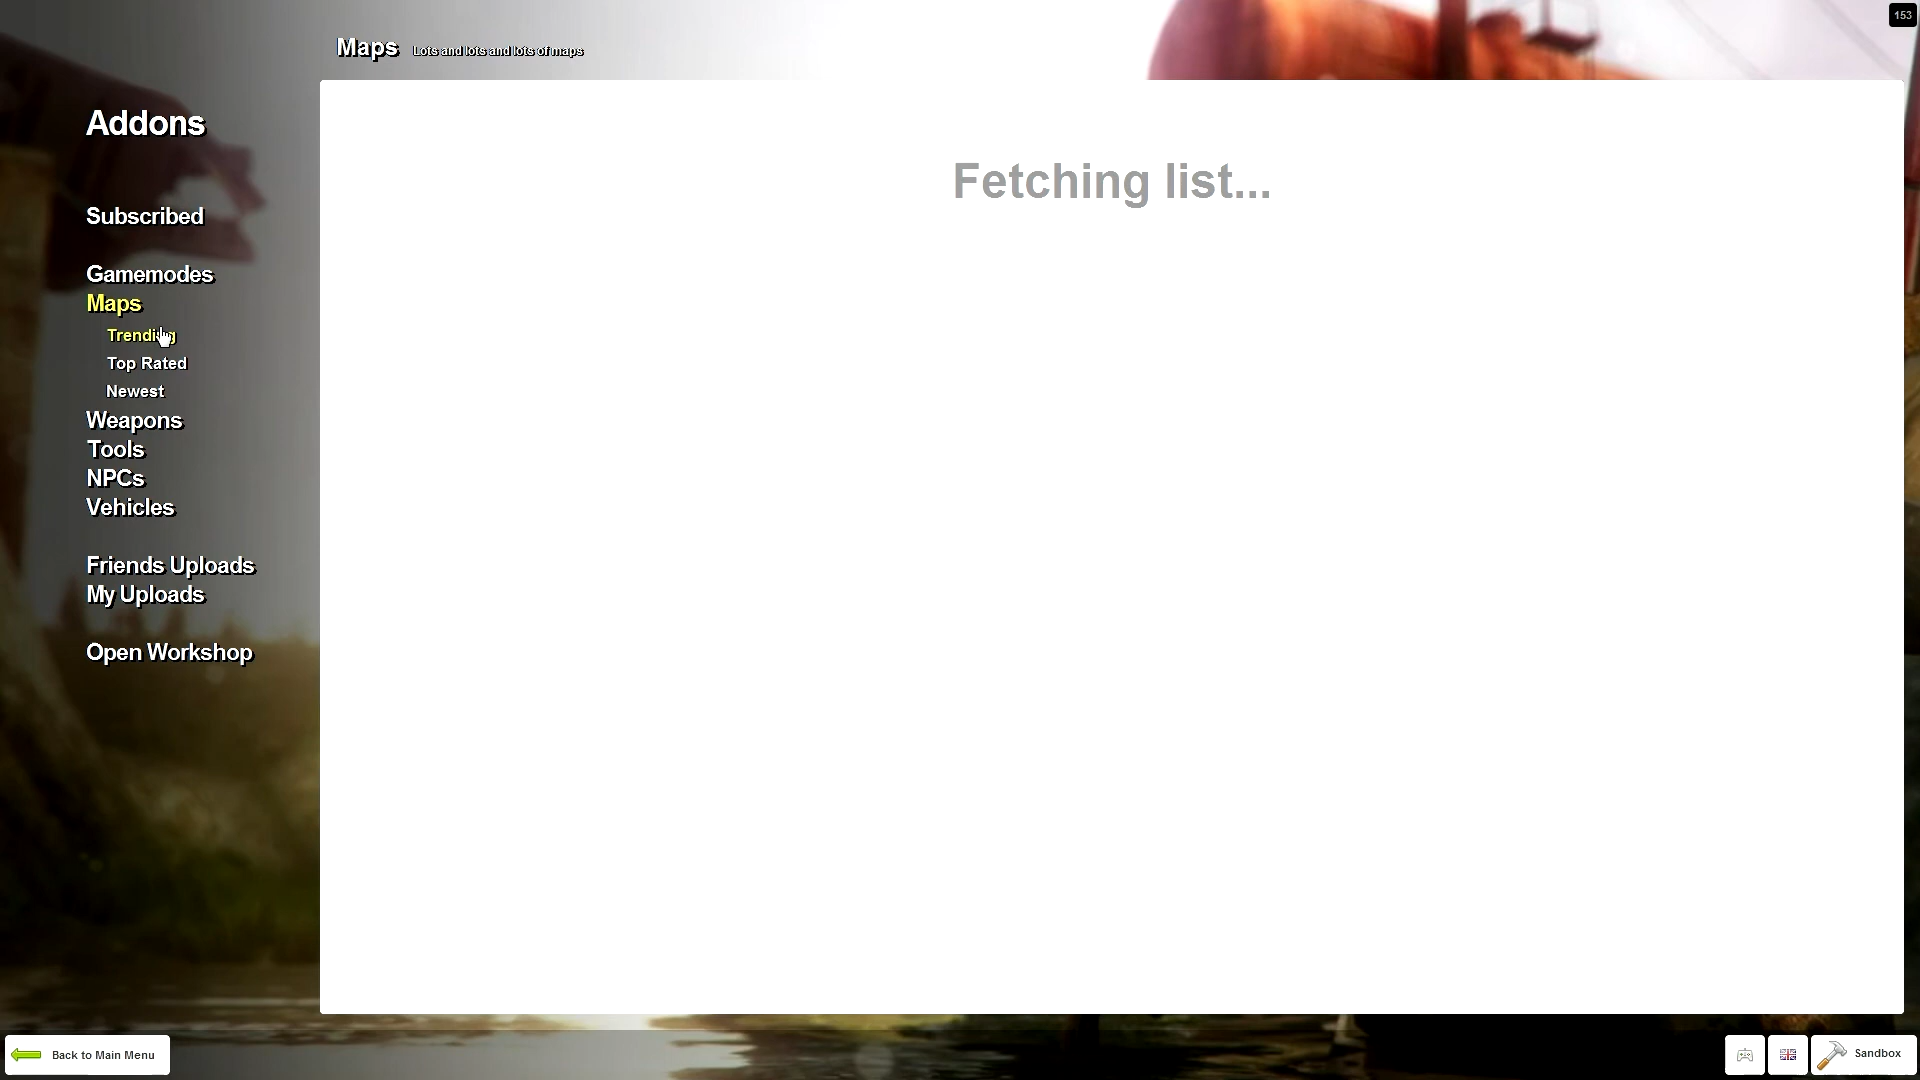 153
Maps Lots and lots and lots of maps
Addons
Fetching list...
Subscribed
Gamemodes
Maps
Trending
Top Rated
Newest
Weapons
Tools
NPCs
Vehicles
Friends Uploads
My Uploads
Open Workshop
Back to Main Menu
Sandbox